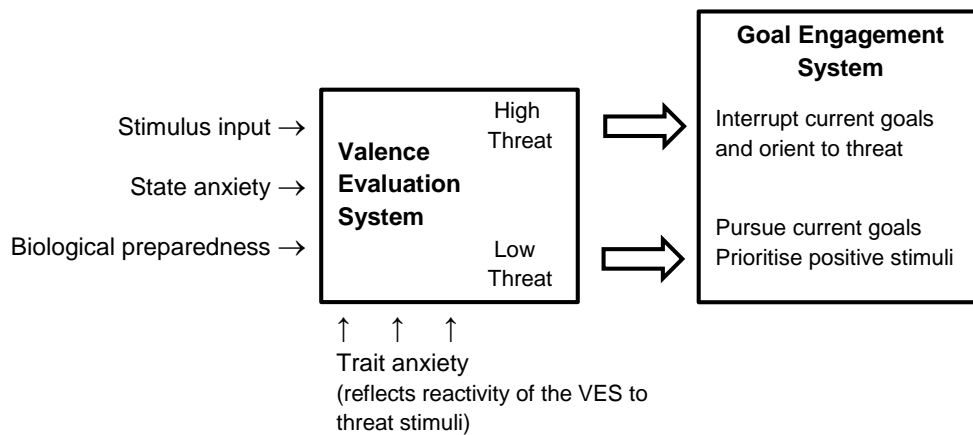 Stimulus input →
State anxiety →
Biological preparedness →
Valence
Evaluation
System
High
Threat
Low
Threat
↑ ↑ ↑
Trait anxiety
(reflects reactivity of the VES to
threat stimuli)
Goal Engagement
System
Interrupt current goals
and orient to threat
Pursue current goals
Prioritise positive stimuli